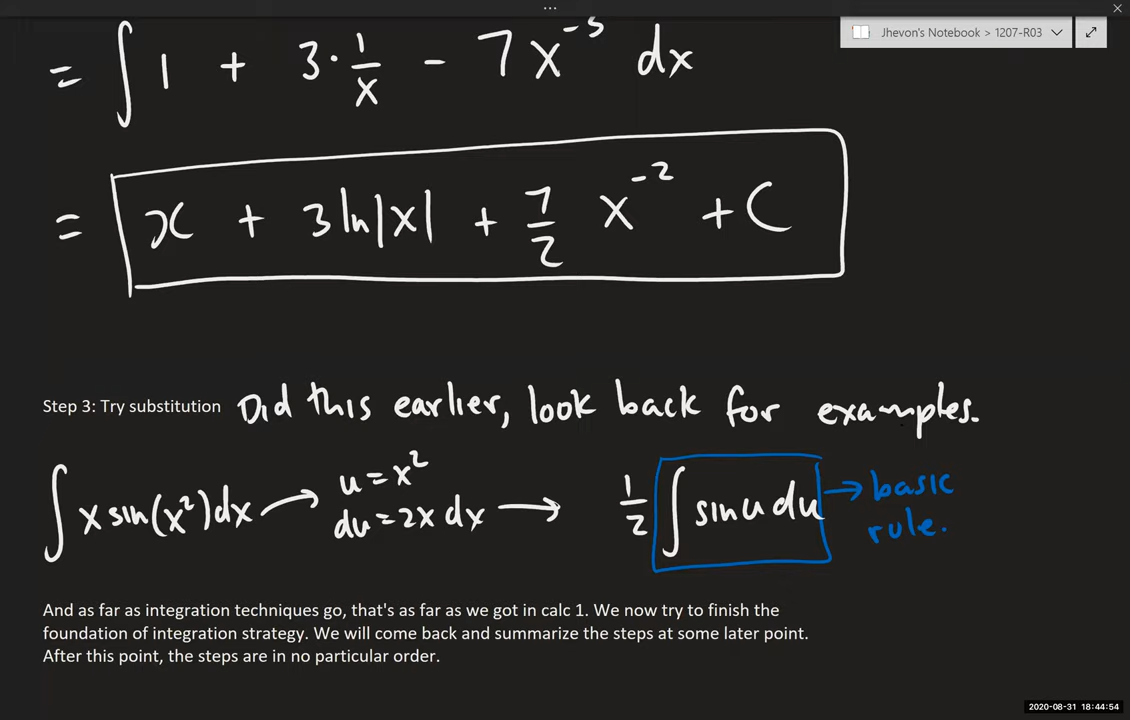 Jhevon's Notebook > 1207-R03
= ∫ 1 + 3 · 1/x - 7x^-3 dx
= x + 3 ln|x| + 7/2 x^-2 + C
Step 3: Try substitution Did this earlier, look back for examples.
∫ x sin(x²) dx → u = x² du = 2x dx → 1/2 ∫ sin u du → basic rule.
And as far as integration techniques go, that's as far as we got in calc 1. We now try to finish the
foundation of integration strategy. We will come back and summarize the steps at some later point.
After this point, the steps are in no particular order.
2020-08-31 18:44:54